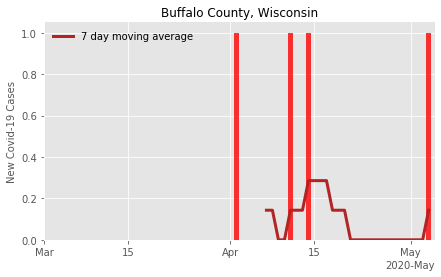 Buffalo County, Wisconsin
7 day moving average
New Covid-19 Cases
1.0
0.8
0.6
0.4
0.2
0.0
Mar 15 Apr 15 May
2020-May